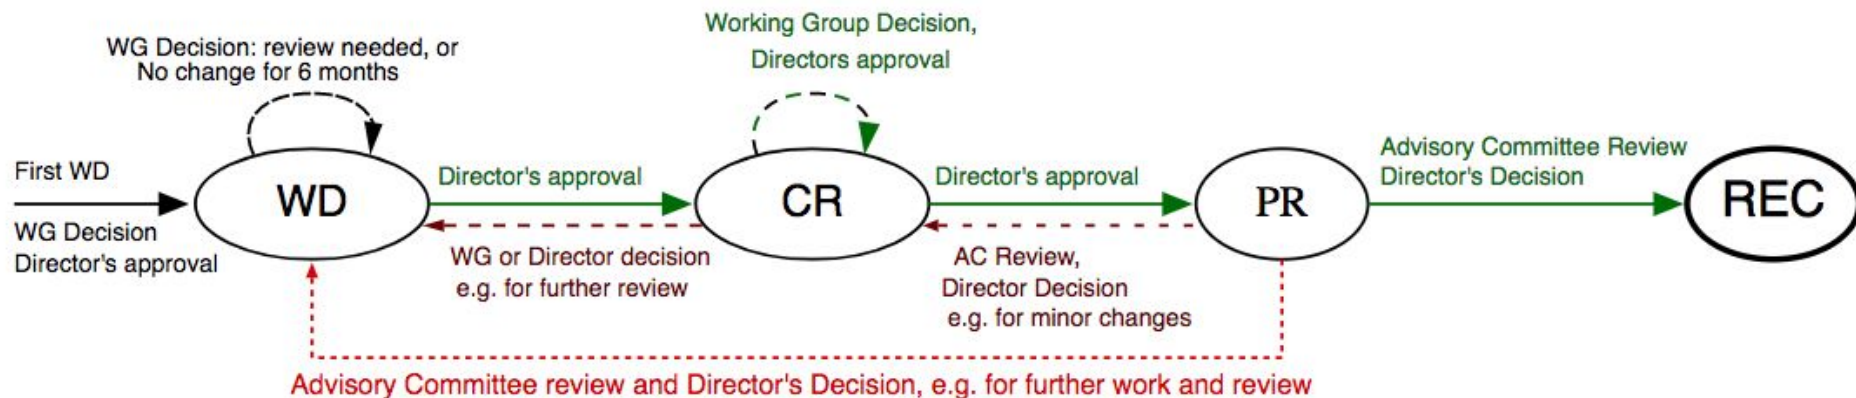 Working Group Decision,
Directors approval
WG Decision: review needed, or
No change for 6 months
First WD
WG Decision
Director's approval
WD
Director's approval
WG or Director decision
e.g. for further review
CR
Director's approval
AC Review,
Director Decision
e.g. for minor changes
PR
Advisory Committee Review
Director's Decision
REC
Advisory Committee review and Director's Decision, e.g. for further work and review